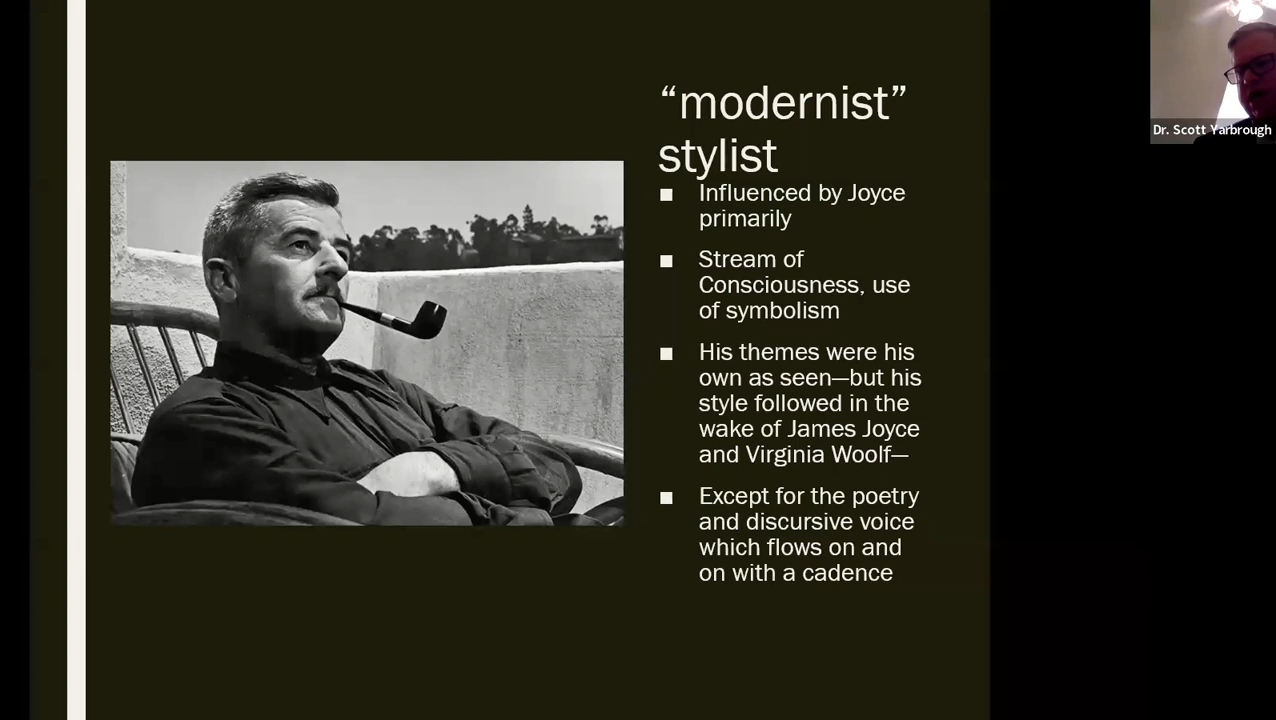 “modernist”
stylist
Influenced by Joyce
primarily
Stream of
Consciousness, use
of symbolism
His themes were his
own as seen—but his
style followed in the
wake of James Joyce
and Virginia Woolf—
Except for the poetry
and discursive voice
which flows on and
on with a cadence
Dr. Scott Yarbrough